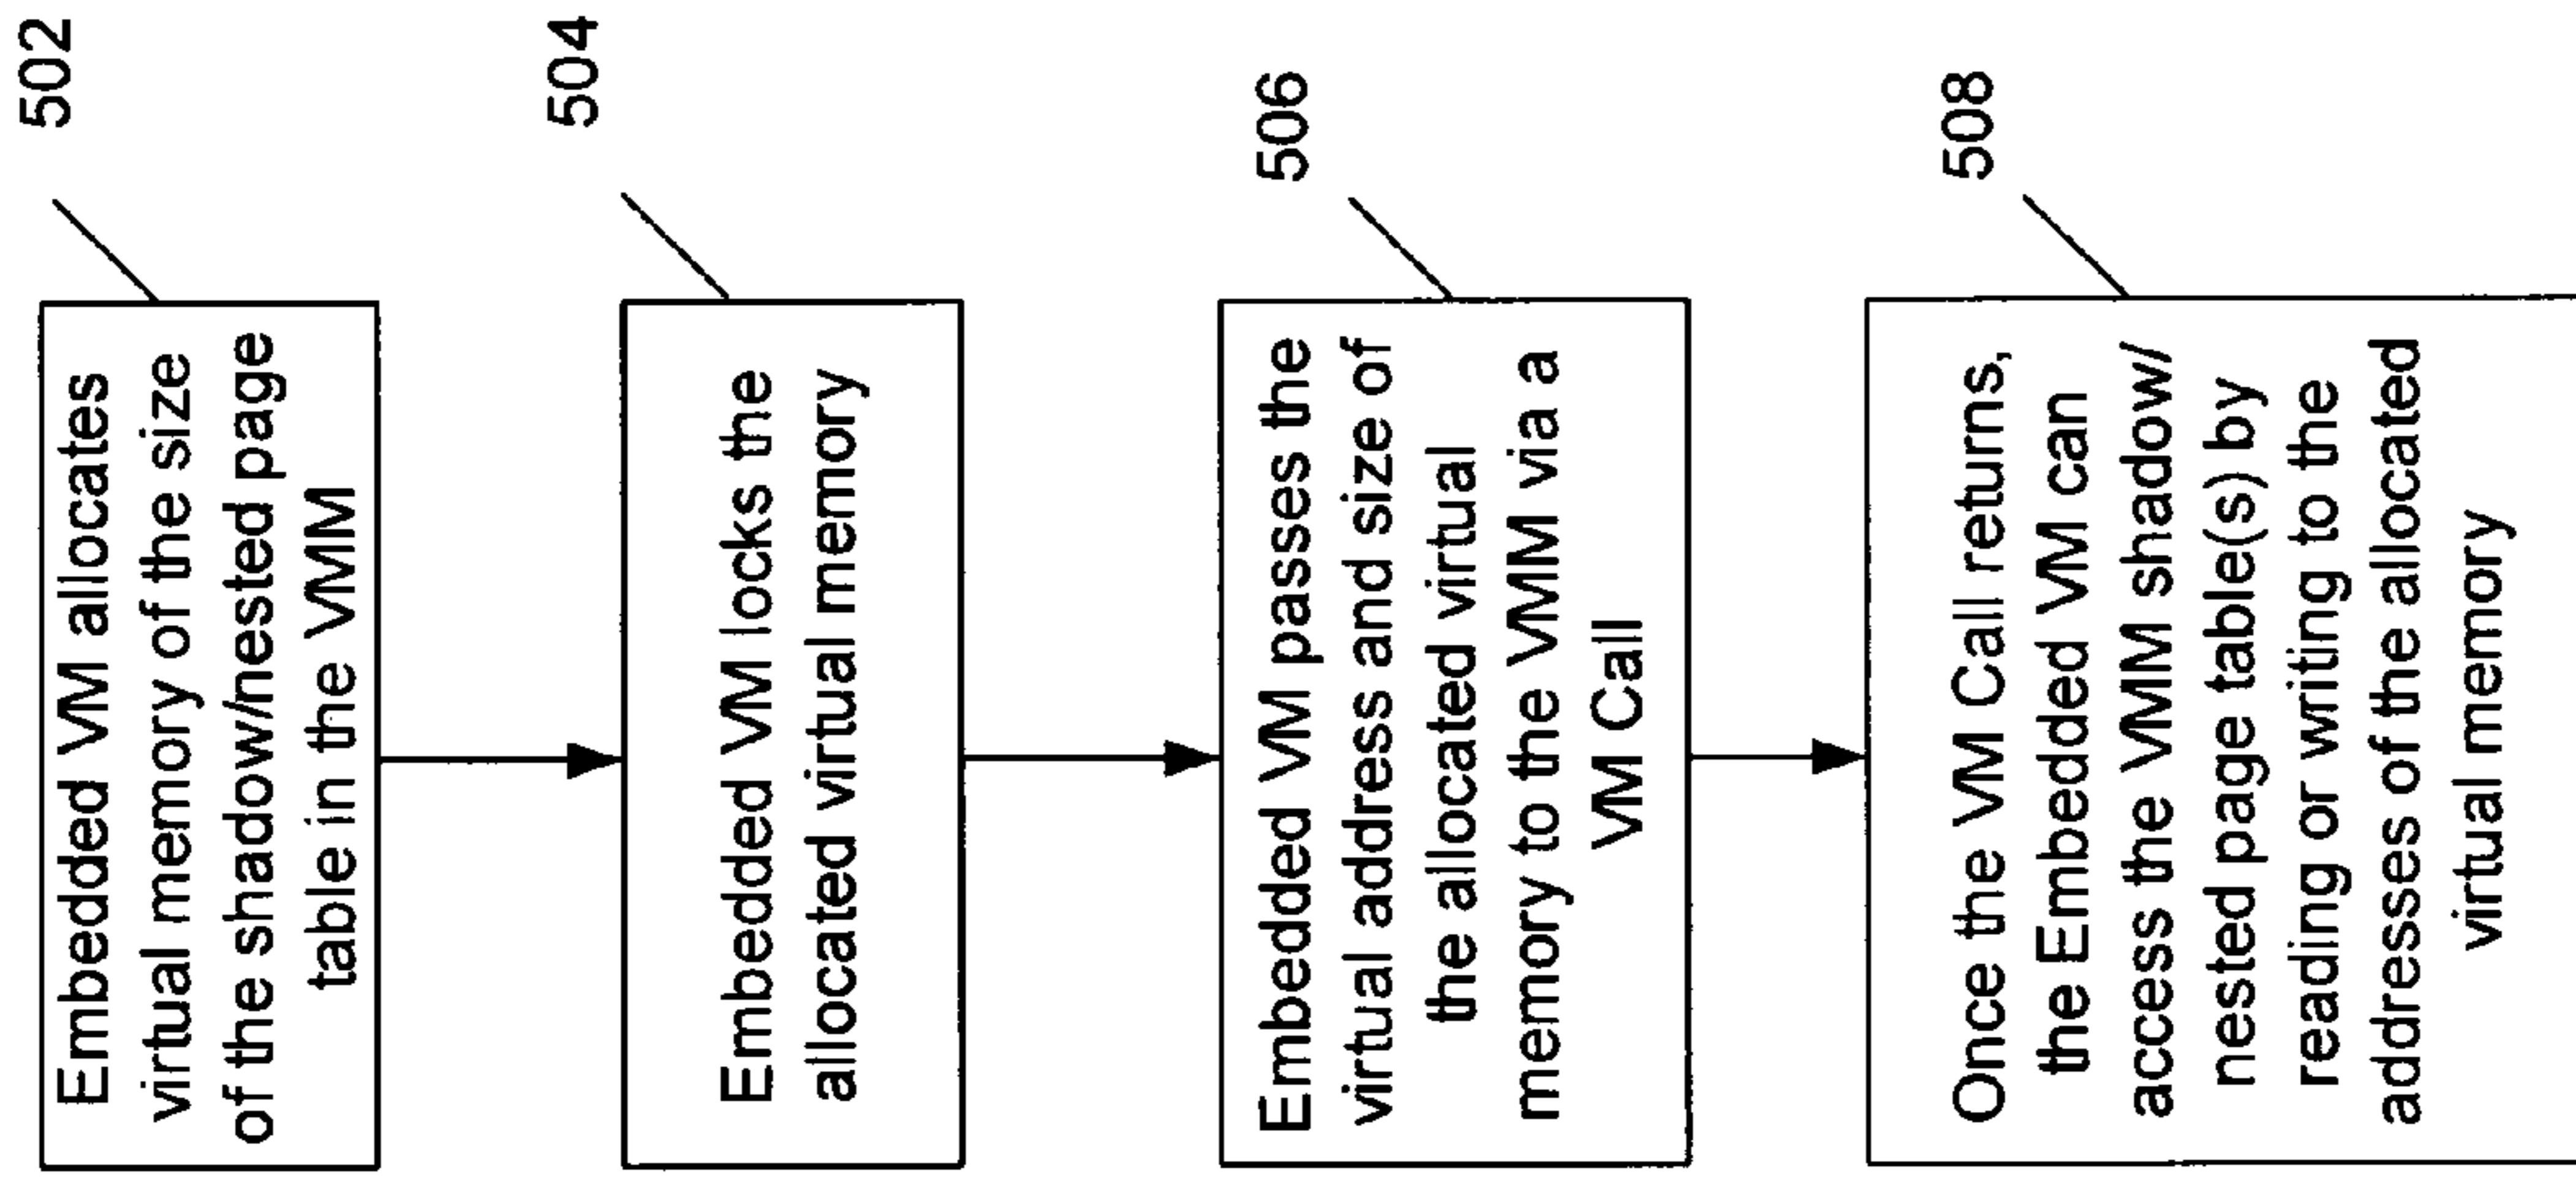 502
Embedded VM allocates
virtual memory of the size
of the shadow/nested page
table in the VMM
504
Embedded VM locks the
allocated virtual memory
506
Embedded VM passes the
virtual address and size of
the allocated virtual
memory to the VMM via a
VM Call
508
Once the VM Call returns,
the Embedded VM can
access the VMM shadow/
nested page table(s) by
reading or writing to the
addresses of the allocated
virtual memory